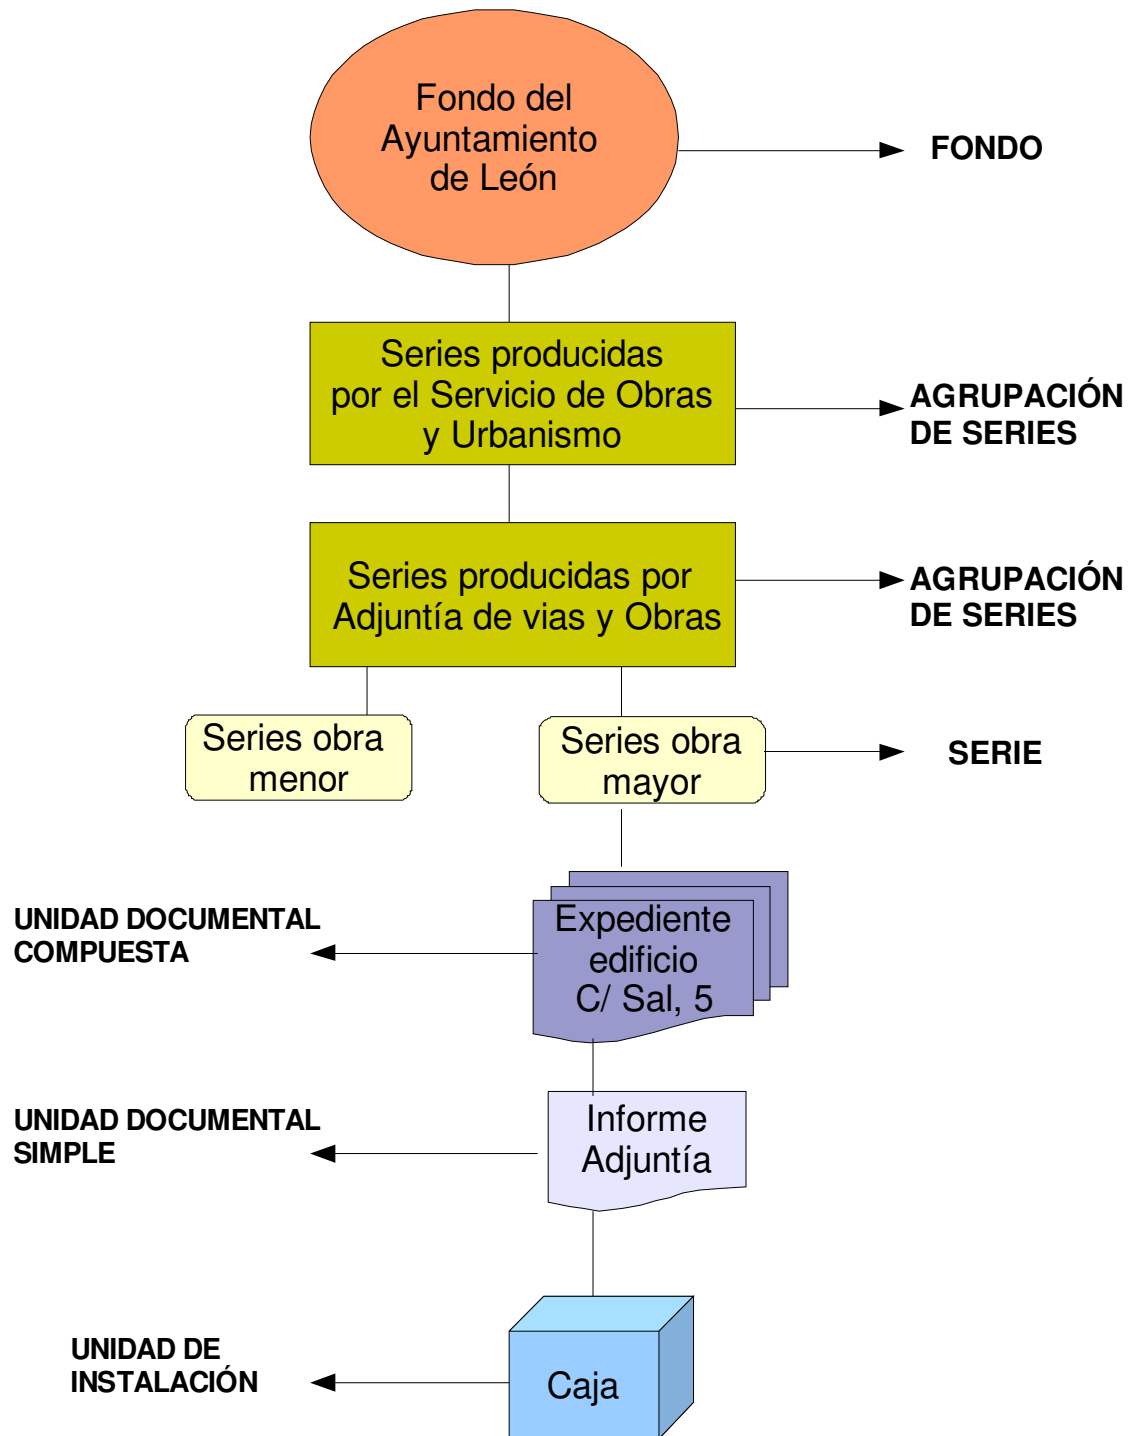 Fondo del
Ayuntamiento
de León
FONDO
Series producidas
por el Servicio de Obras
y Urbanismo
AGRUPACIÓN
DE SERIES
Series producidas por
Adjuntía de vias y Obras
AGRUPACIÓN
DE SERIES
Series obra
menor
Series obra
mayor
SERIE
UNIDAD DOCUMENTAL
COMPUESTA
Expediente
edificio
C/ Sal, 5
UNIDAD DOCUMENTAL
SIMPLE
Informe
Adjuntía
UNIDAD DE
INSTALACIÓN
Caja